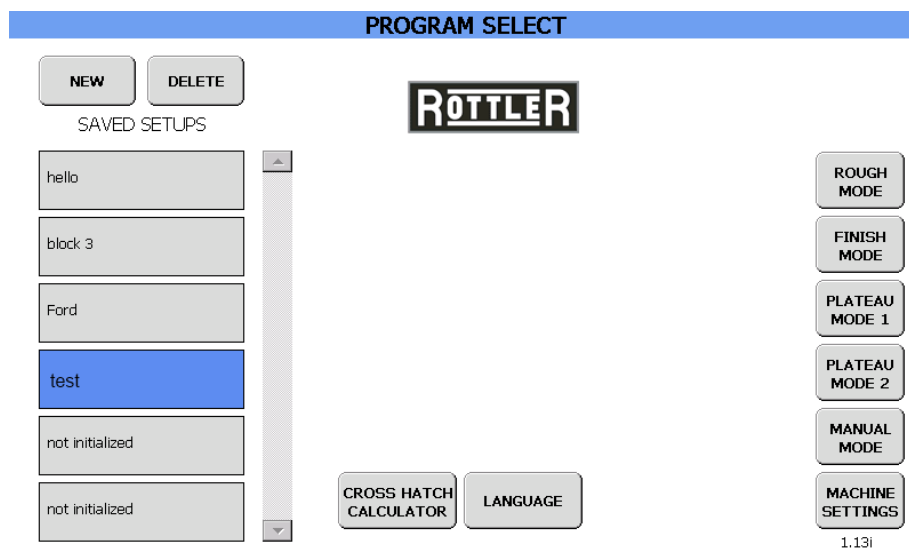 PROGRAM SELECT
NEW
DELETE
SAVED SETUPS
ROTTLER
hello
block 3
Ford
test
not initialized
not initialized
ROUGH
MODE
FINISH
MODE
PLATEAU
MODE 1
PLATEAU
MODE 2
MANUAL
MODE
CROSS HATCH
CALCULATOR
LANGUAGE
MACHINE
SETTINGS
1.13i